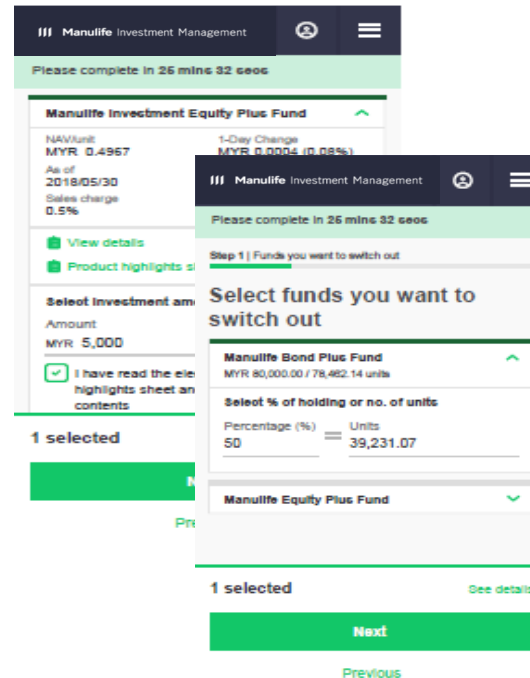 Manulife Investment Management
Please complete in 25 mins 32 secs
Manulife Investment Equity Plus Fund
NAV/unit
MYR 0.4967
1-Day Change
MYR 0.0004 (0.08%)
As of
2018/05/30
Sales charge
0.5%
View details
Product highlights s
Select Investment am
Amount
MYR 5,000
I have read the ele
highlights sheet an
contents
1 selected
N
Pre
Manulife Investment Management
Please complete in 25 mins 32 secs
Step 1 | Funds you want to switch out
Select funds you want to
switch out
Manulife Bond Plus Fund
MYR 80,000.00 / 78,462.14 units
Select % of holding or no. of units
Percentage (%) = Units
50 39,231.07
Manulife Equity Plus Fund
1 selected
See details
Next
Previous